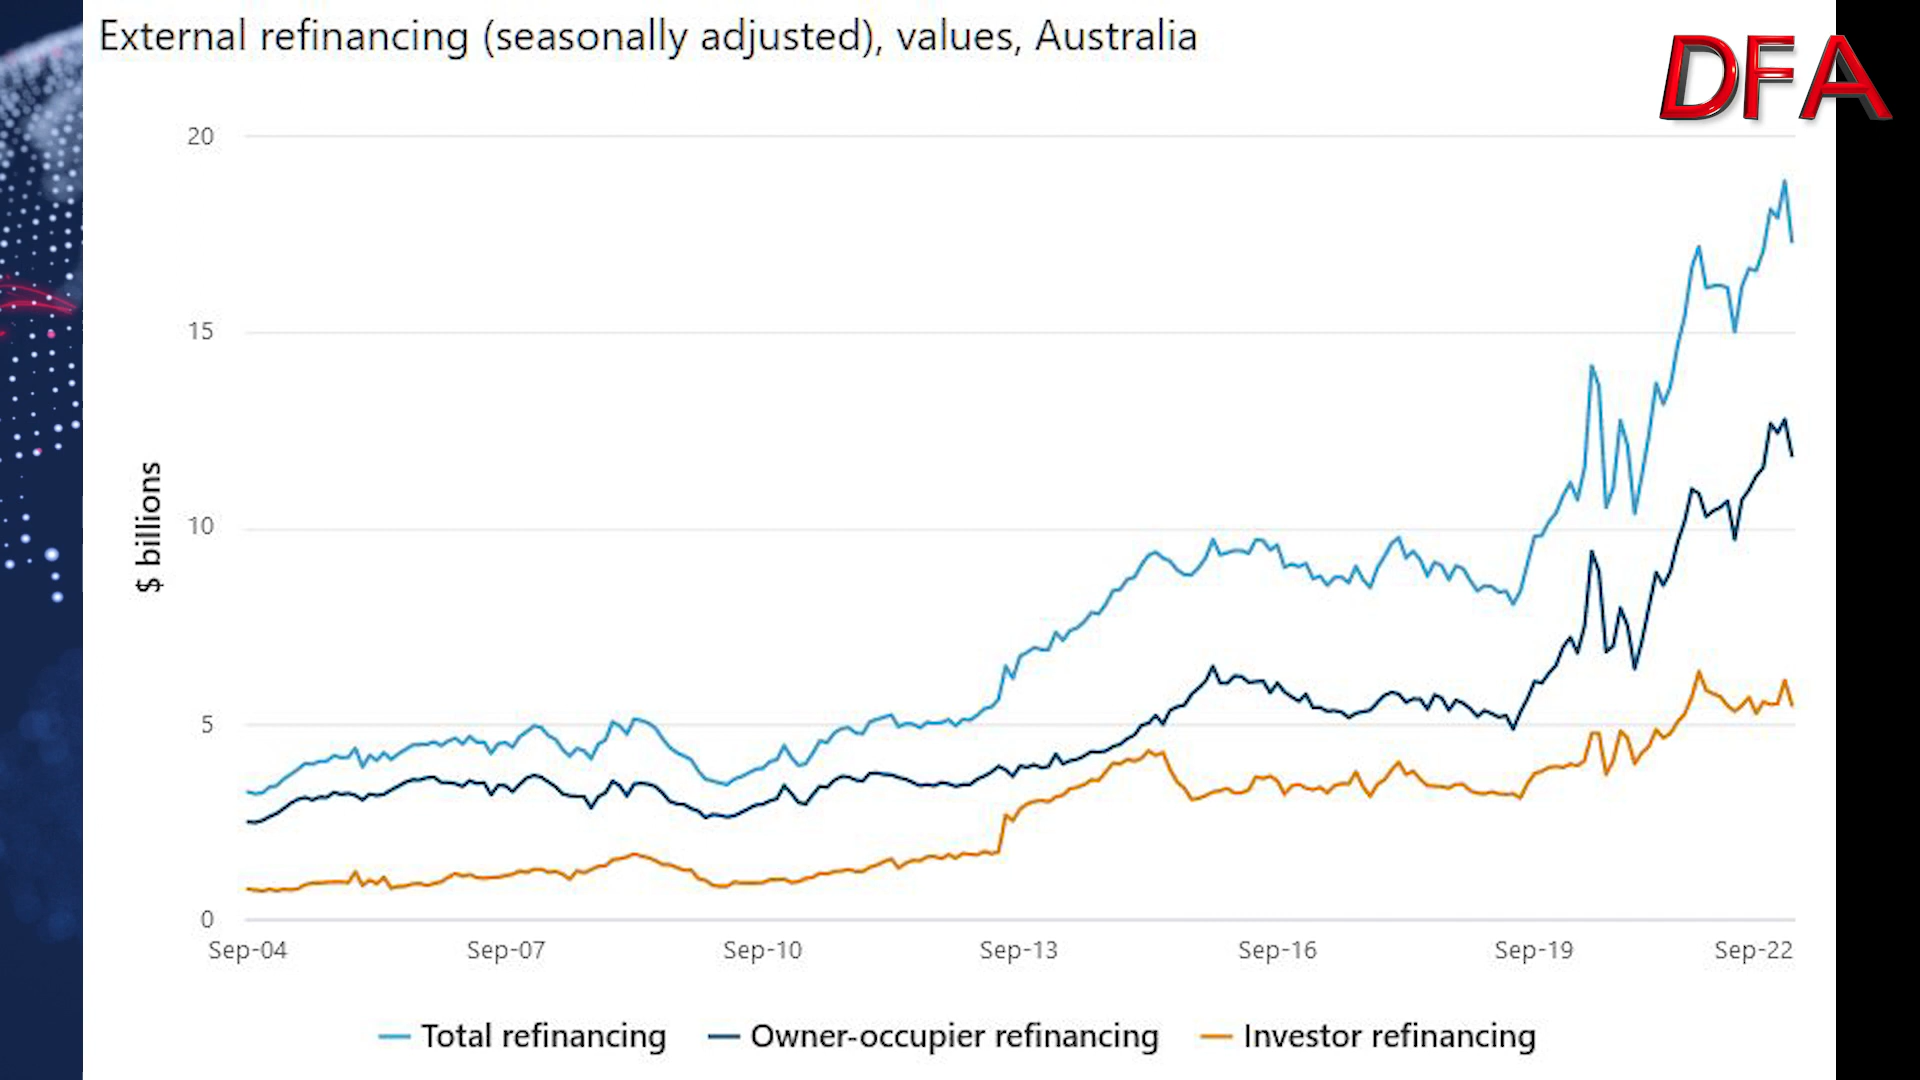 External refinancing (seasonally adjusted), values, Australia
DFA
20
15
10
5
0
$ billions
Sep-04 Sep-07 Sep-10 Sep-13 Sep-16 Sep-19 Sep-22
Total refinancing Owner-occupier refinancing Investor refinancing